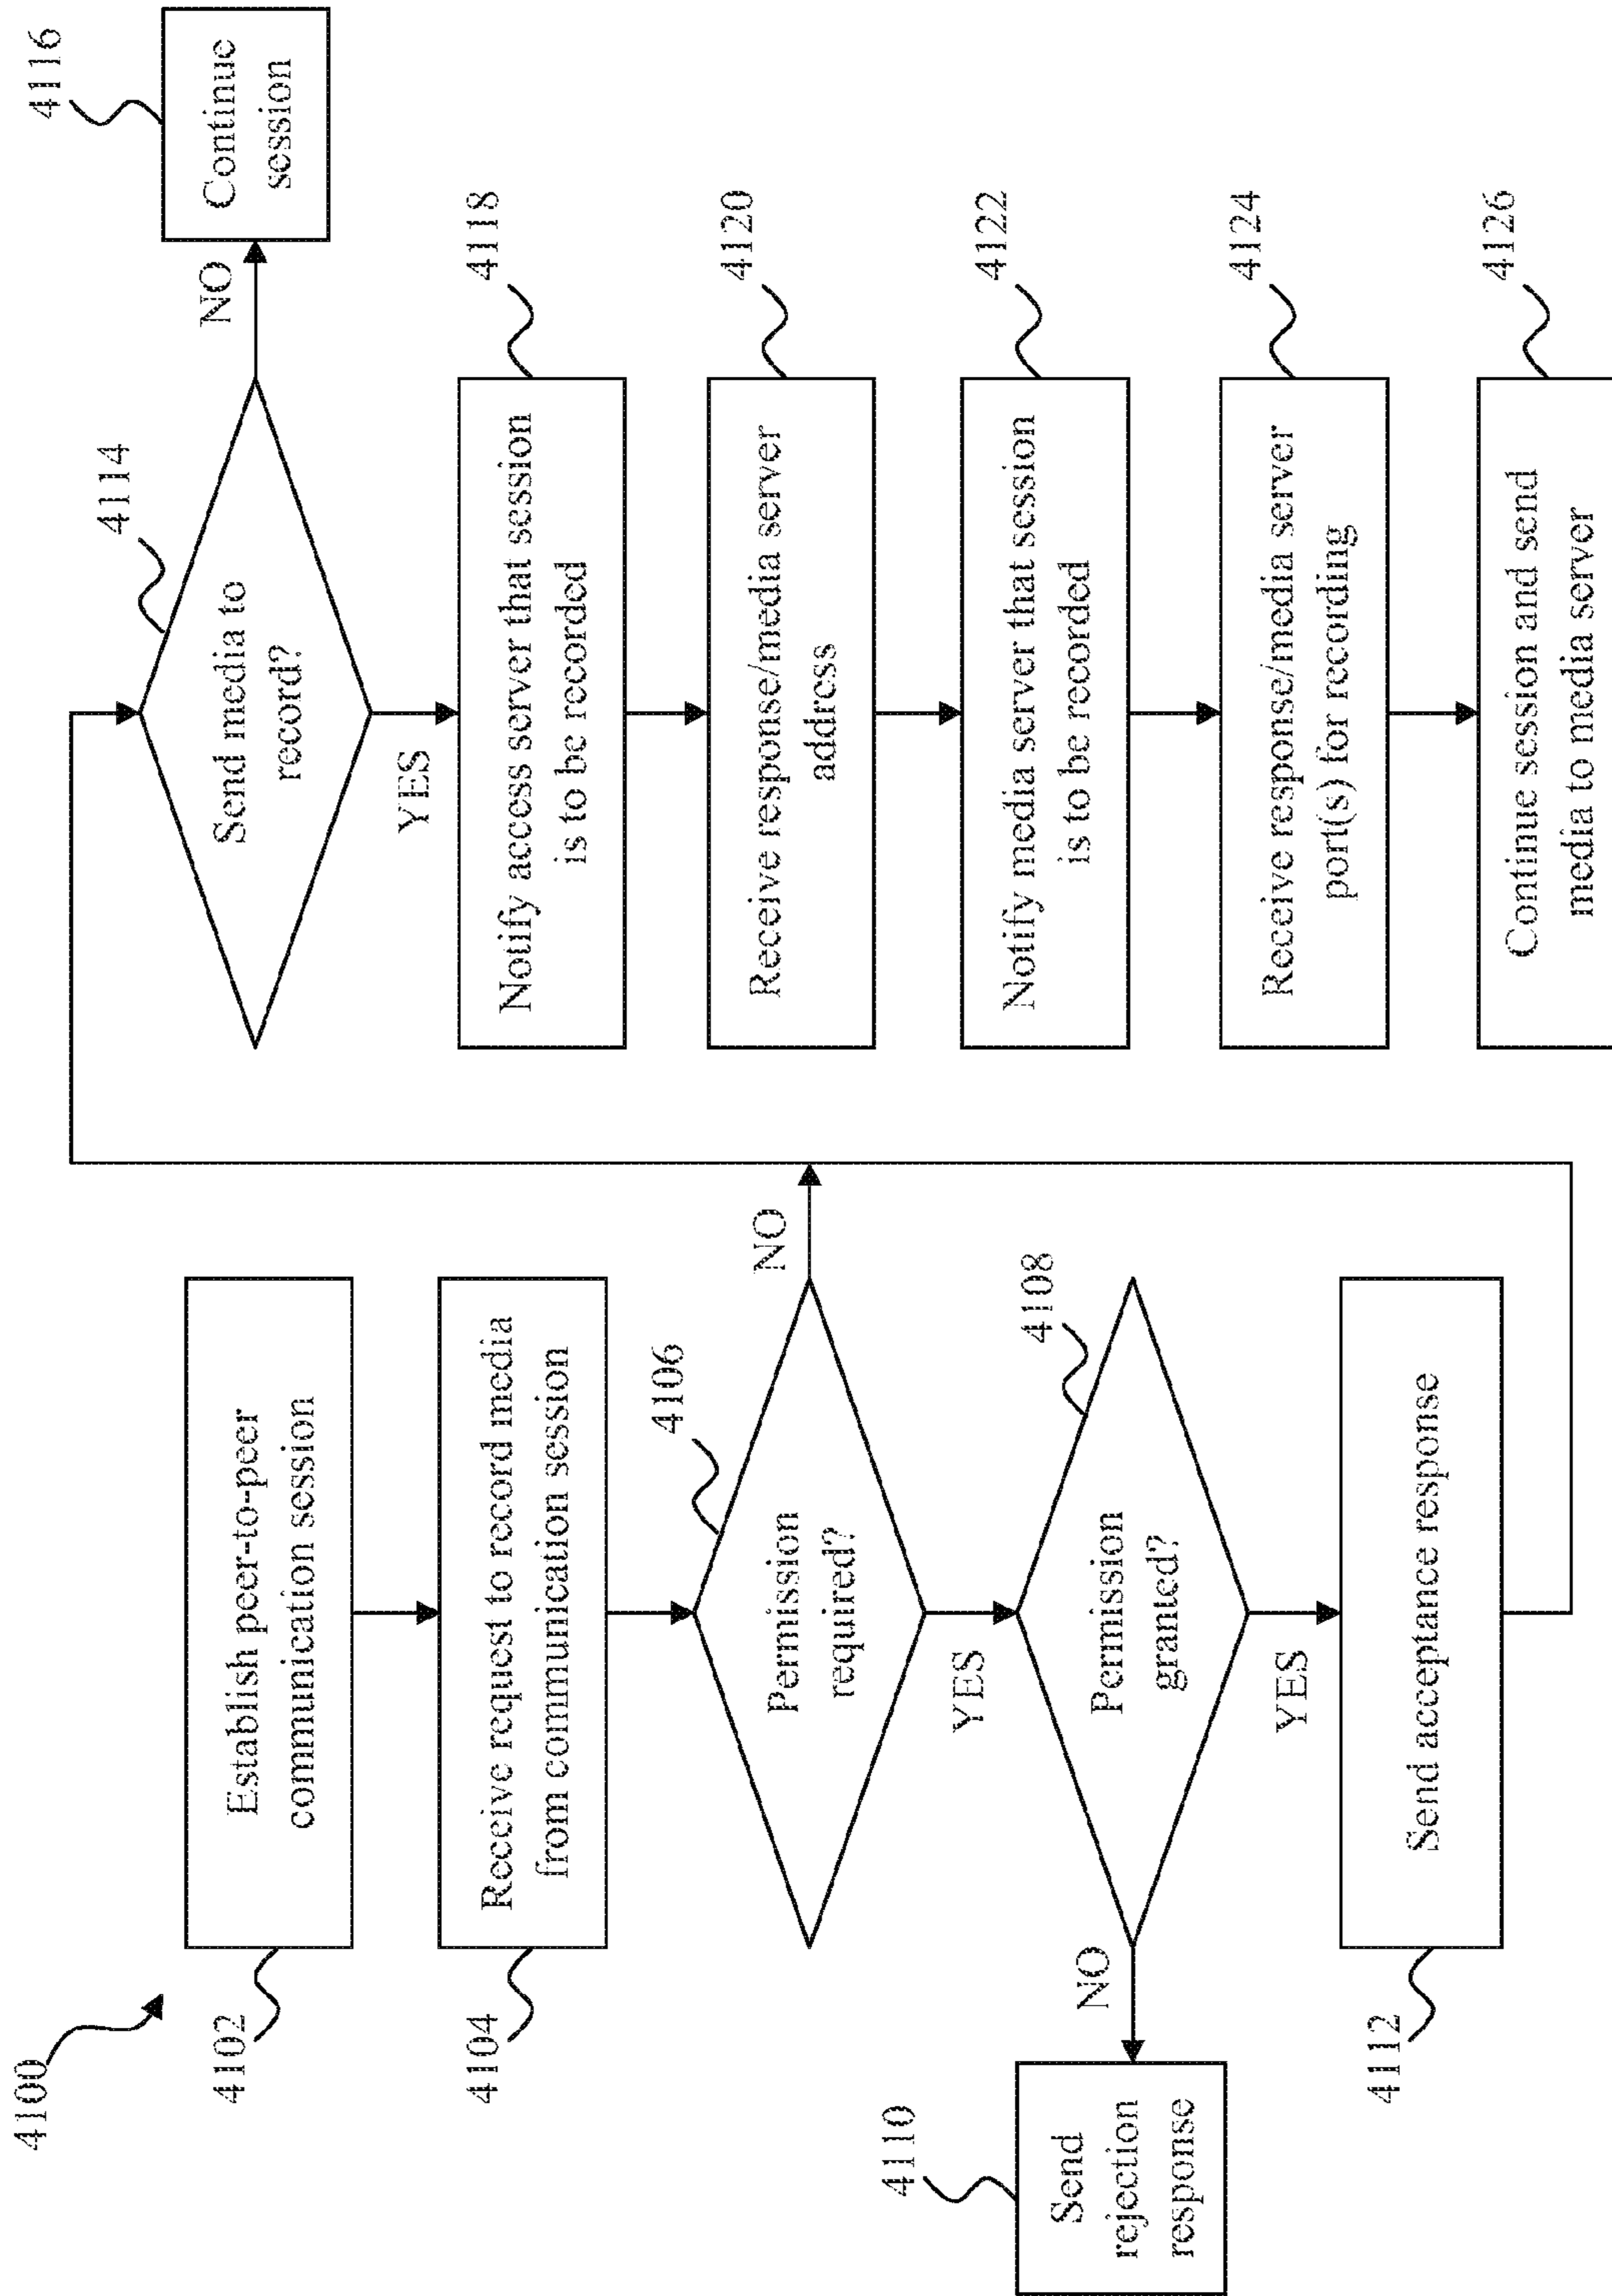 4100
4102
Establish peer-to-peer
communication session
4104
Receive request to record media
from communication session
4106
Permission
required?
NO
YES
4108
Permission
granted?
NO
4110
Send
rejection
response
YES
4112
Send acceptance response
4114
Send media to
record?
NO
4116
Continue
session
YES
4118
Notify access server that session
is to be recorded
4120
Receive response/media server
address
4122
Notify media server that session
is to be recorded
4124
Receive response/media server
port(s) for recording
4126
Continue session and send
media to media server